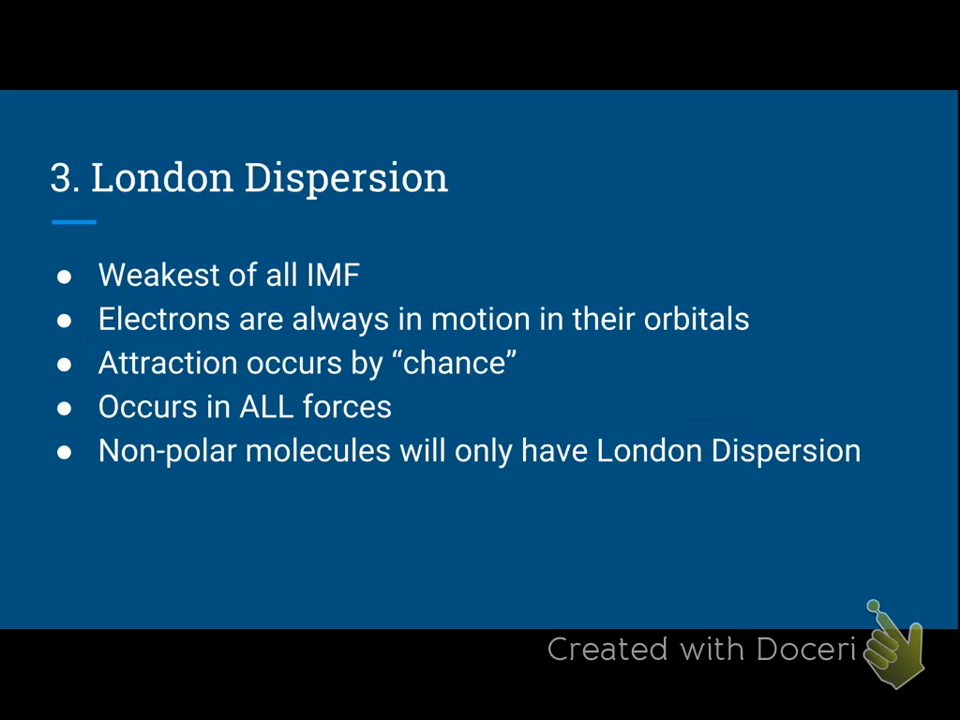 3. London Dispersion
● Weakest of all IMF
● Electrons are always in motion in their orbitals
● Attraction occurs by “chance”
● Occurs in ALL forces
● Non-polar molecules will only have London Dispersion
Created with Doceri